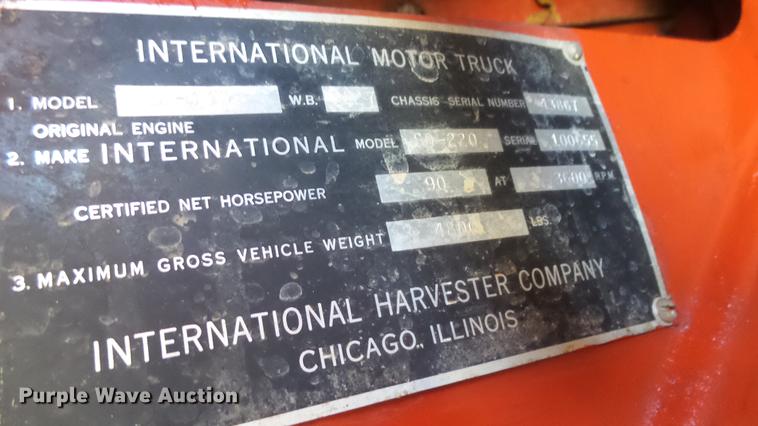 INTERNATIONAL MOTOR TRUCK
1. MODEL W.B. CHASSIS SERIAL NUMBER
ORIGINAL ENGINE
2. MAKE INTERNATIONAL MODEL SD-220 SERIAL
CERTIFIED NET HORSEPOWER 90 AT 3600 R.P.M.
3. MAXIMUM GROSS VEHICLE WEIGHT LBS.
INTERNATIONAL HARVESTER COMPANY
CHICAGO, ILLINOIS
Purple Wave Auction